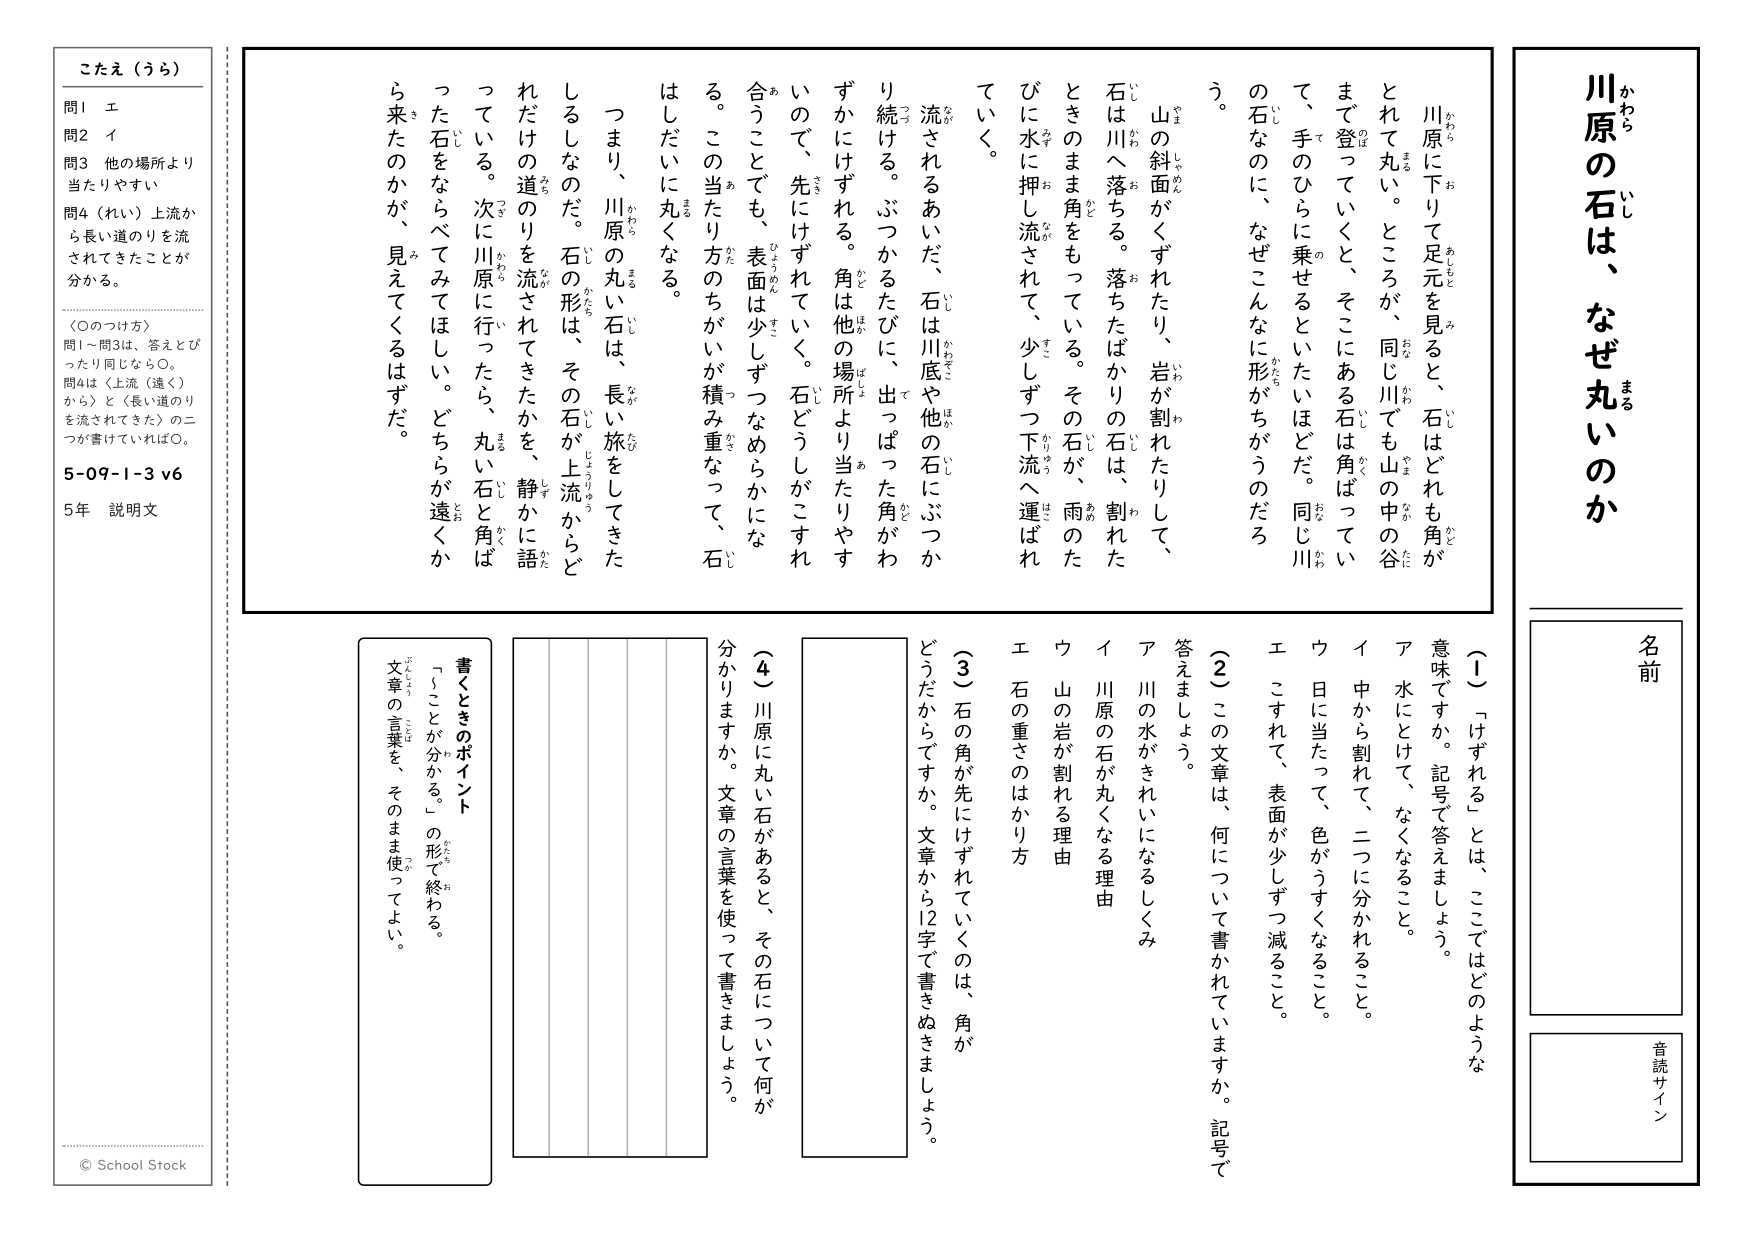 川原の石は、なぜ丸いのか
名前
音読サイン
川原に下りて足元を見ると、石はどれも角が
とれて丸い。ところが、同じ川でも山の中の谷
まで登っていくと、そこにある石は角ばってい
て、手のひらに乗せるといたいほどだ。同じ川
の石なのに、なぜこんなに形がちがうのだろ
う。
山の斜面がくずれたり、岩が割れたりして、
石は川へ落ちる。落ちたばかりの石は、割れた
ときのまま角をもっている。その石が、雨のた
びに水に押し流されて、少しずつ下流へ運ばれ
ていく。
流されるあいだ、石は川底や他の石にぶつか
り続ける。ぶつかるたびに、出っぱった角がわ
ずかにけずれる。角は他の場所より当たりやす
いので、先にけずれていく。石どうしがこすれ
合うことでも、表面は少しずつなめらかにな
る。この当たり方のちがいが積み重なって、石
はしだいに丸くなる。
つまり、川原の丸い石は、長い旅をしてきた
しるしなのだ。石の形は、その石が上流からど
れだけの道のりを流されてきたかを、静かに語
っている。次に川原に行ったら、丸い石と角ば
った石をならべてみてほしい。どちらが遠くか
ら来たのかが、見えてくるはずだ。
(1)「けずれる」とは、ここではどのような
意味ですか。記号で答えましょう。
ア 水にとけて、なくなること。
イ 中から割れて、二つに分かれること。
ウ 日に当たって、色がうすくなること。
エ こすれて、表面が少しずつ減ること。
(2)この文章は、何について書かれていますか。記号で
答えましょう。
ア 川の水がきれいになるしくみ
イ 川原の石が丸くなる理由
ウ 山の岩が割れる理由
エ 石の重さのはかり方
(3)石の角が先にけずれていくのは、角が
どうだからですか。文章から12字で書きぬきましょう。
(4)川原に丸い石があると、その石について何が
分かりますか。文章の言葉を使って書きましょう。
書くときのポイント
「〜ことが分かる。」の形で終わる。
文章の言葉を、そのまま使ってよい。
こたえ（うら）
問1 エ
問2 イ
問3 他の場所より
当たりやすい
問4（れい）上流か
ら長い道のりを流
されてきたことが
分かる。
〈○のつけ方〉
問1〜問3は、答えとぴ
ったり同じなら○。
問4は〈上流（遠く）
から〉と〈長い道のり
を流されてきた〉の二
つが書けていれば○。
5-09-1-3 v6
5年 説明文
© School Stock